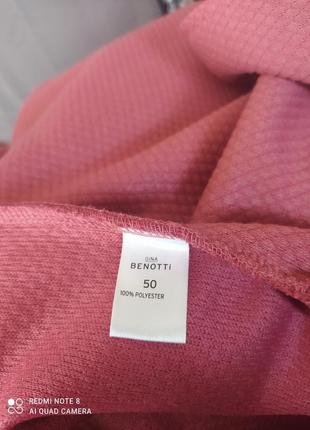 GINA
BENOTTi
50
100% POLYESTER
REDMI NOTE 8
AI QUAD CAMERA